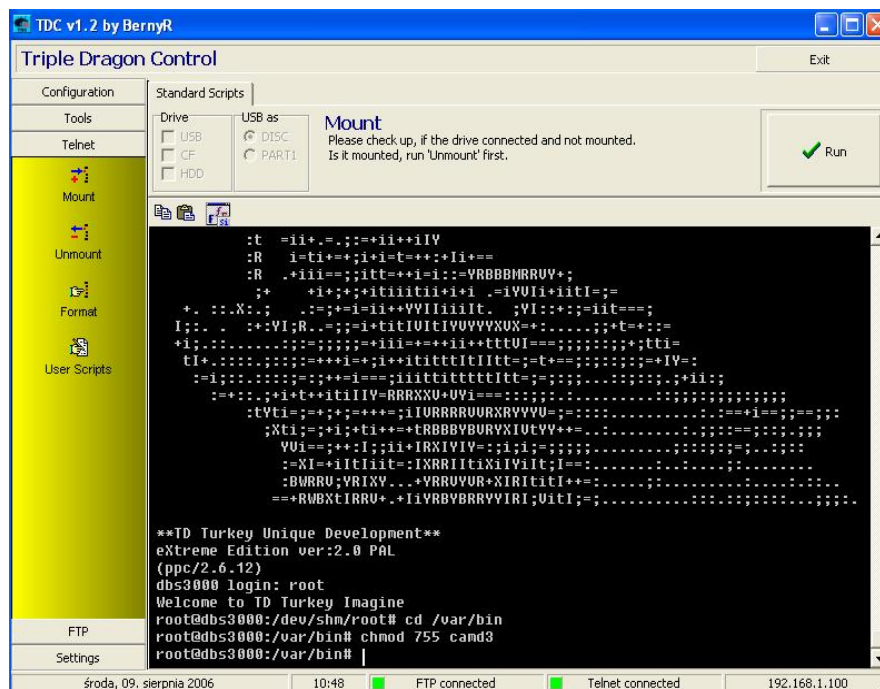 TDC v1.2 by BernyR
Triple Dragon Control
Exit
Configuration
Tools
Telnet
Mount
Unmount
Format
User Scripts
FTP
Settings
Standard Scripts
Drive
USB
CF
HDD
USB as
DISC
PART1
Mount
Please check up, if the drive connected and not mounted.
Is it mounted, run 'Unmount' first.
Run
**TD Turkey Unique Development**
eXtreme Edition ver:2.0 PAL
(ppc/2.6.12)
dbs3000 login: root
Welcome to TD Turkey Imagine
root@dbs3000:/dev/shm/root# cd /var/bin
root@dbs3000:/var/bin# chmod 755 camd3
root@dbs3000:/var/bin#
środa, 09. sierpnia 2006
10:48
FTP connected
Telnet connected
192.168.1.100